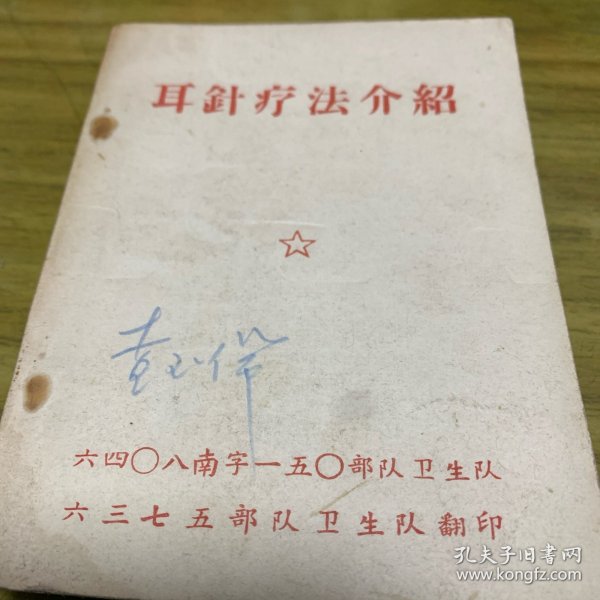 耳針疗法介紹
六四〇八南字一五〇部队卫生队
六三七五部队卫生队翻印
孔夫子旧书网
www.kongfz.com